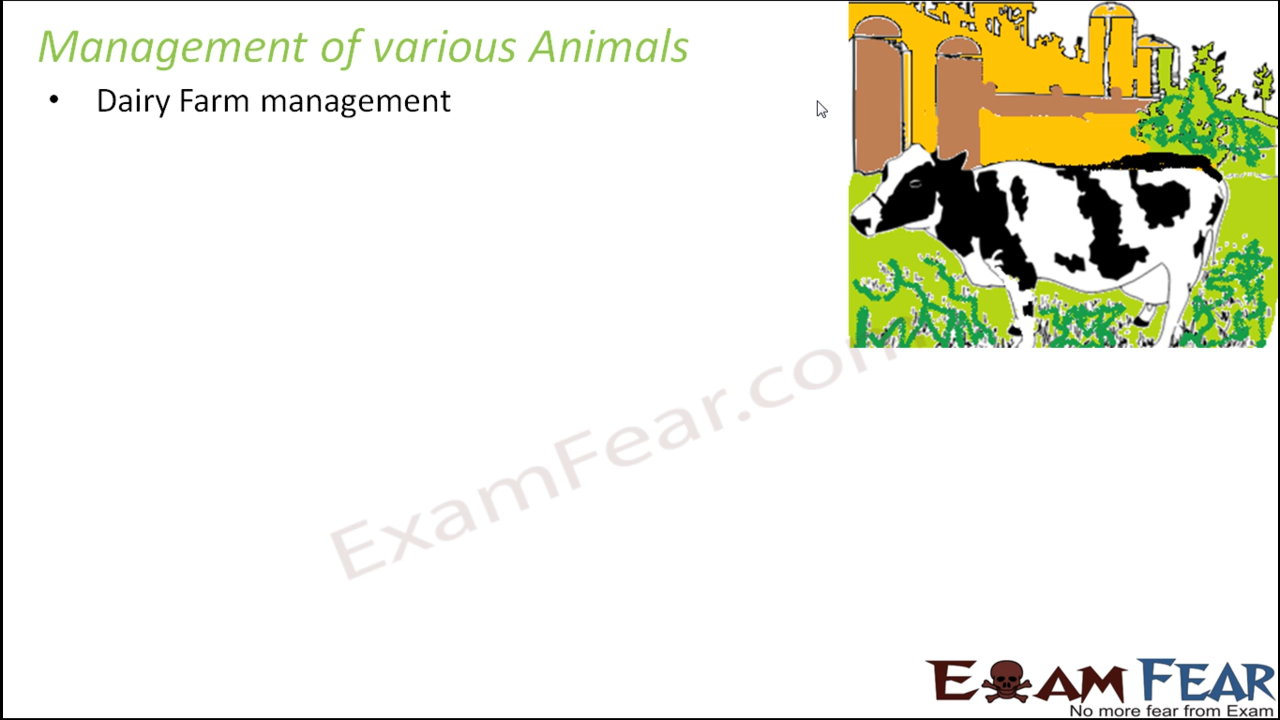 Management of various Animals
• Dairy Farm management
ExamFear.com
EXAM FEAR
No more fear from Exam